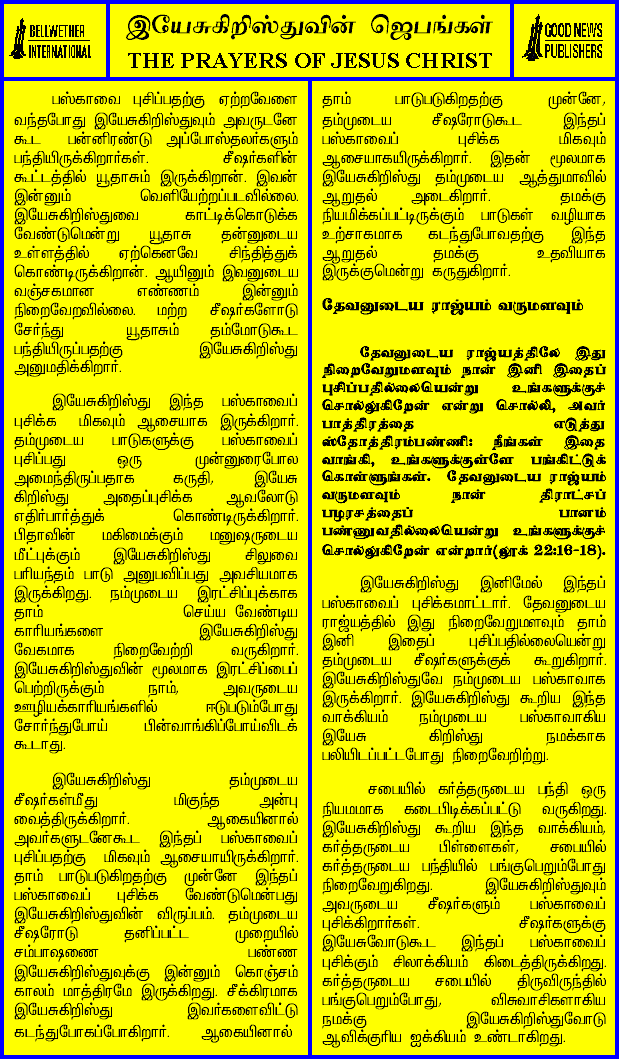 BELLWETHER
INTERNATIONAL
இயேசுகிறிஸ்துவின் ஜெபங்கள்
THE PRAYERS OF JESUS CHRIST
GOOD NEWS
PUBLISHERS
பஸ்காவை புசிப்பதற்கு ஏற்றவேளை
வந்தபோது இயேசுகிறிஸ்துவும் அவருடனே
கூட பன்னிரண்டு அப்போஸ்தலர்களும்
பந்தியிருக்கிறார்கள். சீஷர்களின்
கூட்டத்தில் யூதாசும் இருக்கிறான். இவன்
இன்னும் வெளியேற்றப்படவில்லை.
இயேசுகிறிஸ்துவை காட்டிக்கொடுக்க
வேண்டுமென்று யூதாசு தன்னுடைய
உள்ளத்தில் ஏற்கெனவே சிந்தித்துக்
கொண்டிருக்கிறான். ஆயினும் இவனுடைய
வஞ்சகமான எண்ணம் இன்னும்
நிறைவேறவில்லை. மற்ற சீஷர்களோடு
சேர்ந்து யூதாசும் தம்மோடுகூட
பந்தியிருப்பதற்கு இயேசுகிறிஸ்து
அனுமதிக்கிறார்.
இயேசுகிறிஸ்து இந்த பஸ்காவைப்
புசிக்க மிகவும் ஆசையாக இருக்கிறார்.
தம்முடைய பாடுகளுக்கு பஸ்காவைப்
புசிப்பது ஒரு முன்னுரைபோல
அமைந்திருப்பதாக கருதி, இயேசு
கிறிஸ்து அதைப்புசிக்க ஆவலோடு
எதிர்பார்த்துக் கொண்டிருக்கிறார்.
பிதாவின் மகிமைக்கும் மனுஷருடைய
மீட்புக்கும் இயேசுகிறிஸ்து சிலுவை
பரியந்தம் பாடு அனுபவிப்பது அவசியமாக
இருக்கிறது. நம்முடைய இரட்சிப்புக்காக
தாம் செய்ய வேண்டிய
காரியங்களை இயேசுகிறிஸ்து
வேகமாக நிறைவேற்றி வருகிறார்.
இயேசுகிறிஸ்துவின் மூலமாக இரட்சிப்பைப்
பெற்றிருக்கும் நாம், அவருடைய
ஊழியக்காரியங்களில் ஈடுபடும்போது
சோர்ந்துபோய் பின்வாங்கிப்போய்விடக்
கூடாது.
இயேசுகிறிஸ்து தம்முடைய
சீஷர்கள்மீது மிகுந்த அன்பு
வைத்திருக்கிறார். ஆகையினால்
அவர்களுடனேகூட இந்தப் பஸ்காவைப்
புசிப்பதற்கு மிகவும் ஆசையாயிருக்கிறார்.
தாம் பாடுபடுகிறதற்கு முன்னே இந்தப்
பஸ்காவைப் புசிக்க வேண்டுமென்பது
இயேசுகிறிஸ்துவின் விருப்பம். தம்முடைய
சீஷரோடு தனிப்பட்ட முறையில்
சம்பாஷணை பண்ண
இயேசுகிறிஸ்துவுக்கு இன்னும் கொஞ்சம்
காலம் மாத்திரமே இருக்கிறது. சீக்கிரமாக
இயேசுகிறிஸ்து இவர்களைவிட்டு
கடந்துபோகப்போகிறார். ஆகையினால்
தாம் பாடுபடுகிறதற்கு முன்னே,
தம்முடைய சீஷரோடுகூட இந்தப்
பஸ்காவைப் புசிக்க மிகவும்
ஆசையாகயிருக்கிறார். இதன் மூலமாக
இயேசுகிறிஸ்து தம்முடைய ஆத்துமாவில்
ஆறுதல் அடைகிறார். தமக்கு
நியமிக்கப்பட்டிருக்கும் பாடுகள் வழியாக
உற்சாகமாக கடந்துபோவதற்கு இந்த
ஆறுதல் தமக்கு உதவியாக
இருக்குமென்று கருதுகிறார்.
தேவனுடைய ராஜ்யம் வருமளவும்
தேவனுடைய ராஜ்யத்திலே இது
நிறைவேறுமளவும் நான் இனி இதைப்
புசிப்பதில்லையென்று உங்களுக்குச்
சொல்லுகிறேன் என்று சொல்லி, அவர்
பாத்திரத்தை எடுத்து
ஸ்தோத்திரம்பண்ணி: நீங்கள் இதை
வாங்கி, உங்களுக்குள்ளே பங்கிட்டுக்
கொள்ளுங்கள். தேவனுடைய ராஜ்யம்
வருமளவும் நான் திராட்சப்
பழரசத்தைப் பானம்
பண்ணுவதில்லையென்று உங்களுக்குச்
சொல்லுகிறேன் என்றார்(லூக் 22:16-18).
இயேசுகிறிஸ்து இனிமேல் இந்தப்
பஸ்காவைப் புசிக்கமாட்டார். தேவனுடைய
ராஜ்யத்தில் இது நிறைவேறுமளவும் தாம்
இனி இதைப் புசிப்பதில்லையென்று
தம்முடைய சீஷர்களுக்குக் கூறுகிறார்.
இயேசுகிறிஸ்துவே நம்முடைய பஸ்காவாக
இருக்கிறார். இயேசுகிறிஸ்து கூறிய இந்த
வாக்கியம் நம்முடைய பஸ்காவாகிய
இயேசு கிறிஸ்து நமக்காக
பலியிடப்பட்டபோது நிறைவேறிற்று.
சபையில் கர்த்தருடைய பந்தி ஒரு
நியமமாக கடைபிடிக்கப்பட்டு வருகிறது.
இயேசுகிறிஸ்து கூறிய இந்த வாக்கியம்,
கர்த்தருடைய பிள்ளைகள், சபையில்
கர்த்தருடைய பந்தியில் பங்குபெறும்போது
நிறைவேறுகிறது. இயேசுகிறிஸ்துவும்
அவருடைய சீஷர்களும் பஸ்காவைப்
புசிக்கிறார்கள். சீஷர்களுக்கு
இயேசுவோடுகூட இந்தப் பஸ்காவைப்
புசிக்கும் சிலாக்கியம் கிடைத்திருக்கிறது.
கர்த்தருடைய சபையில் திருவிருந்தில்
பங்குபெறும்போது, விசுவாசிகளாகிய
நமக்கு இயேசுகிறிஸ்துவோடு
ஆவிக்குரிய ஐக்கியம் உண்டாகிறது.